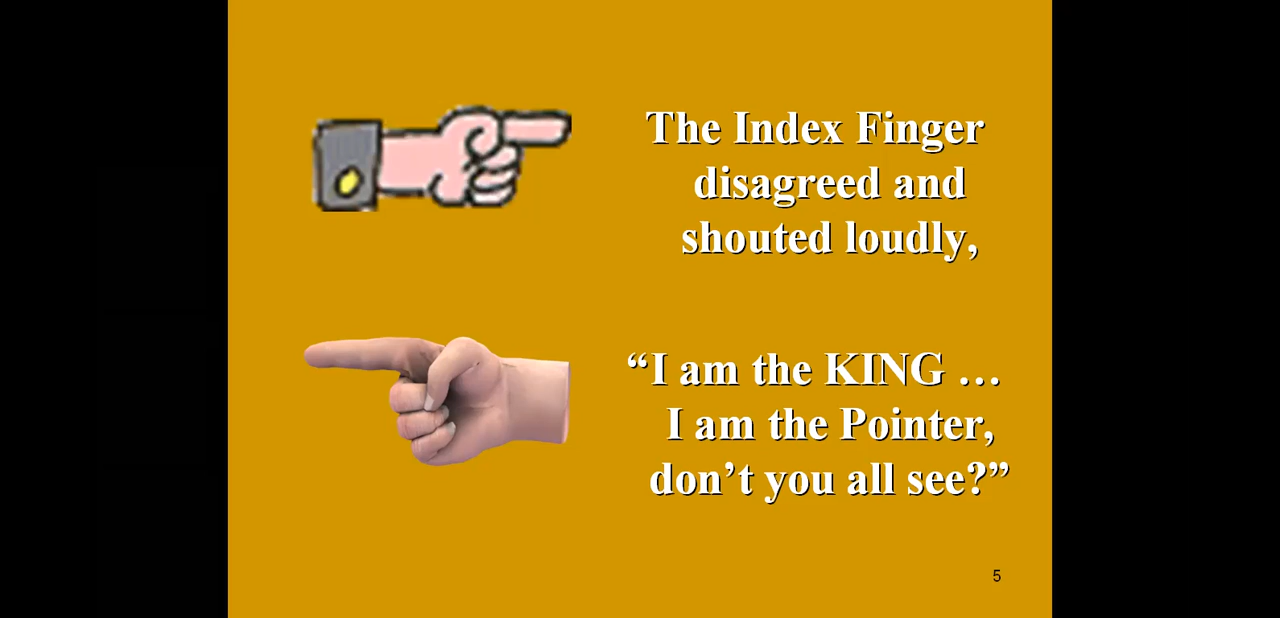 The Index Finger
disagreed and
shouted loudly,
“I am the KING …
I am the Pointer,
don’t you all see?”
5